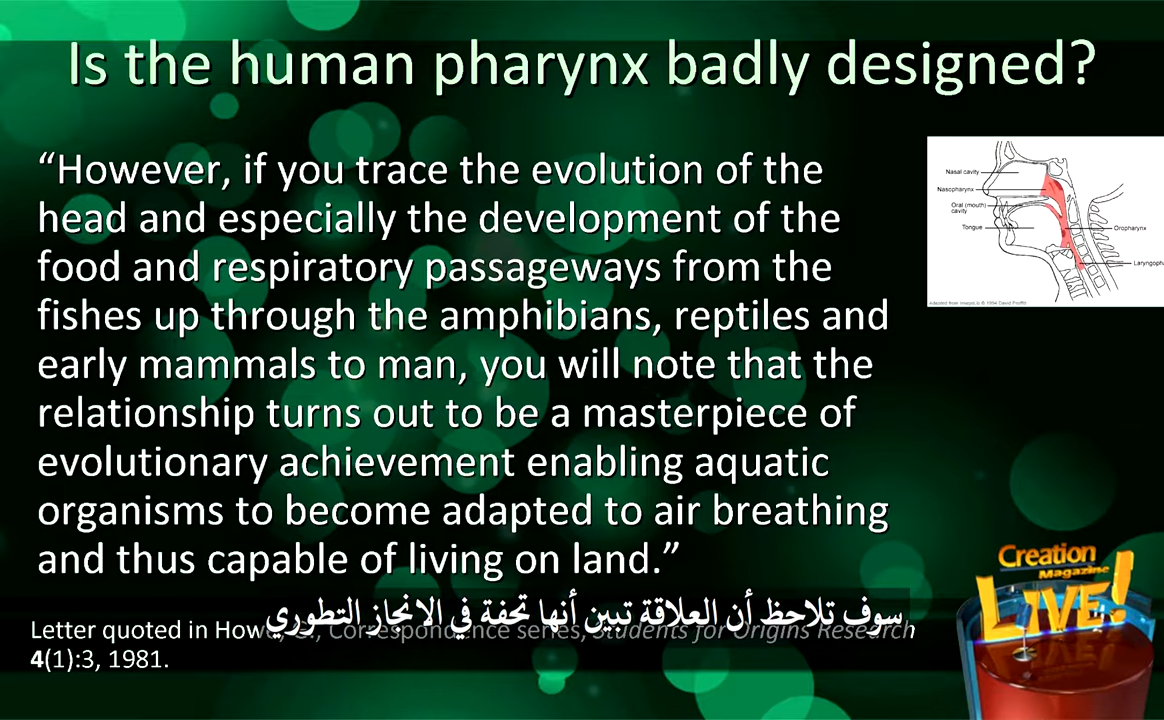 Is the human pharynx badly designed?
“However, if you trace the evolution of the
head and especially the development of the
food and respiratory passageways from the
fishes up through the amphibians, reptiles and
early mammals to man, you will note that the
relationship turns out to be a masterpiece of
evolutionary achievement enabling aquatic
organisms to become adapted to air breathing
and thus capable of living on land.”
Nasal cavity
Nasopharynx
Oral (mouth)
cavity
Tongue
Oropharynx
سوف تلاحظ أن العلاقة تبين أنها تحفة في الانجاز التطوري
Letter quoted in Correspondence series, Students for Origins Research
4(1):3, 1981.
Creation
Magazine
LIVE!